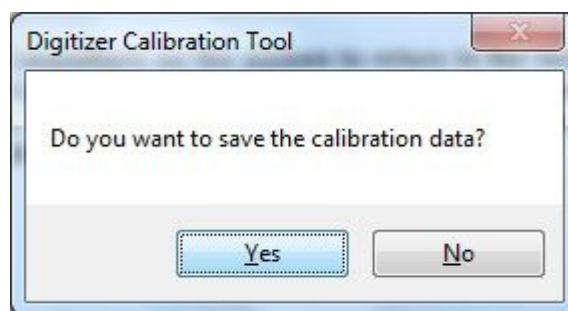 Digitizer Calibration Tool
Do you want to save the calibration data?
Yes
No